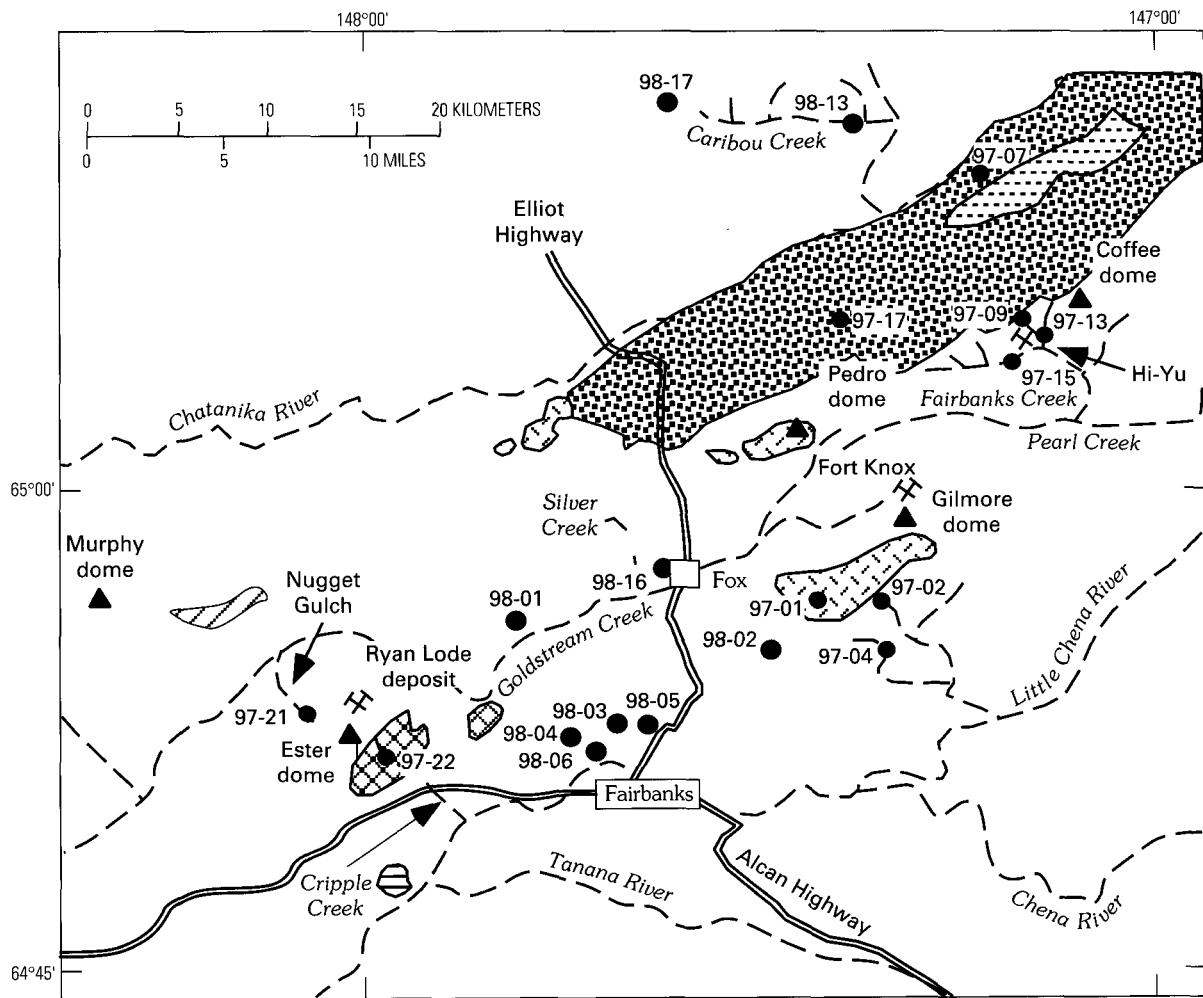 148°00'
147°00'
0 5 10 15 20 KILOMETERS
0 5 10 MILES
98-17
98-13
Caribou Creek
97-07
Elliot
Highway
Coffee
dome
97-17
97-09
97-13
97-15
Hi-Yu
Pedro
dome
Fairbanks Creek
Chatanika River
Pearl Creek
Fort Knox
65°00'
Silver
Creek
Gilmore
dome
Murphy
dome
Nugget
Gulch
98-16
Fox
98-01
97-01
97-02
Goldstream Creek
98-02
97-04
Little Chena River
Ryan Lode
deposit
97-21
98-03
98-05
98-04
98-06
Ester
dome
97-22
Fairbanks
Cripple
Creek
Tanana River
Alcan Highway
Chena River
64°45'